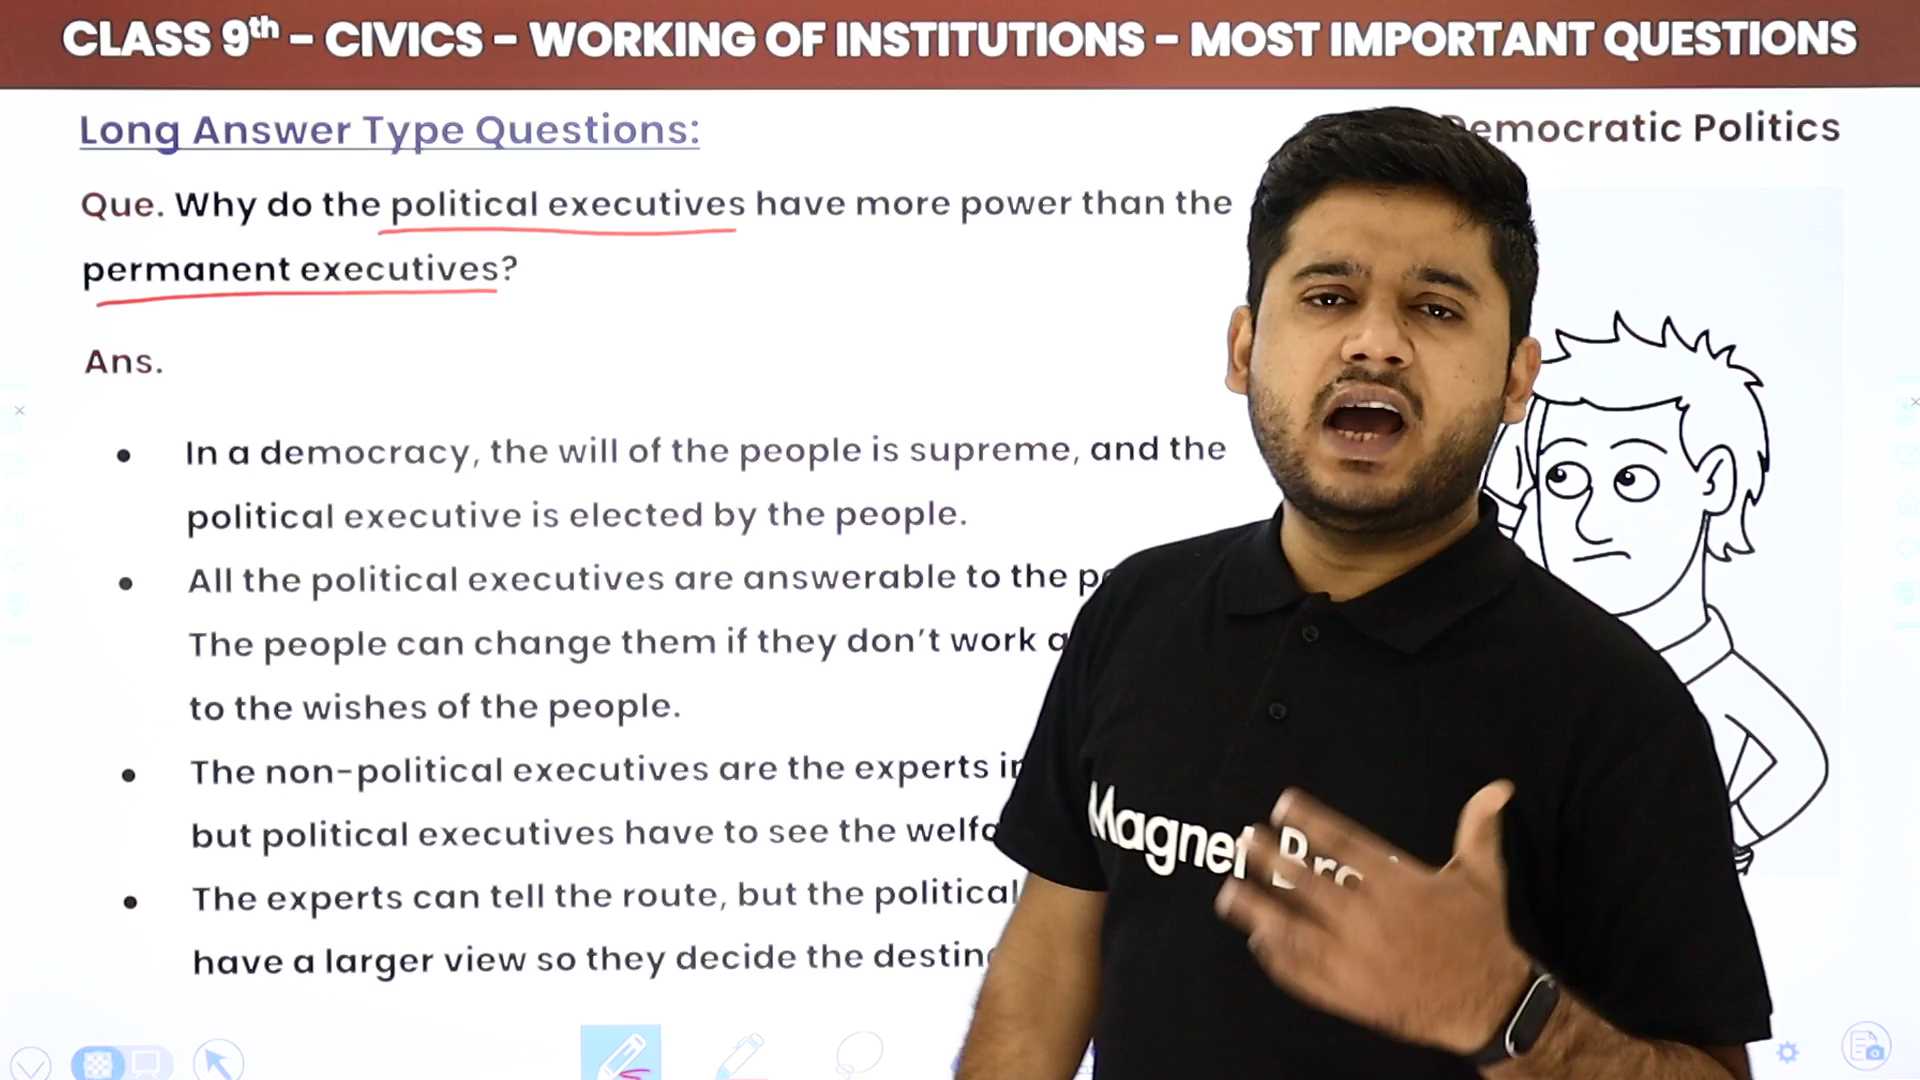 CLASS 9th - CIVICS - WORKING OF INSTITUTIONS - MOST IMPORTANT QUESTIONS
Long Answer Type Questions:
Democratic Politics
Que. Why do the political executives have more power than the
permanent executives?
Ans.
• In a democracy, the will of the people is supreme, and the
political executive is elected by the people.
• All the political executives are answerable to the
The people can change them if they don't work
to the wishes of the people.
• The non-political executives are the experts
but political executives have to see the
• The experts can tell the route, but the political
have a larger view so they decide the
Magnet